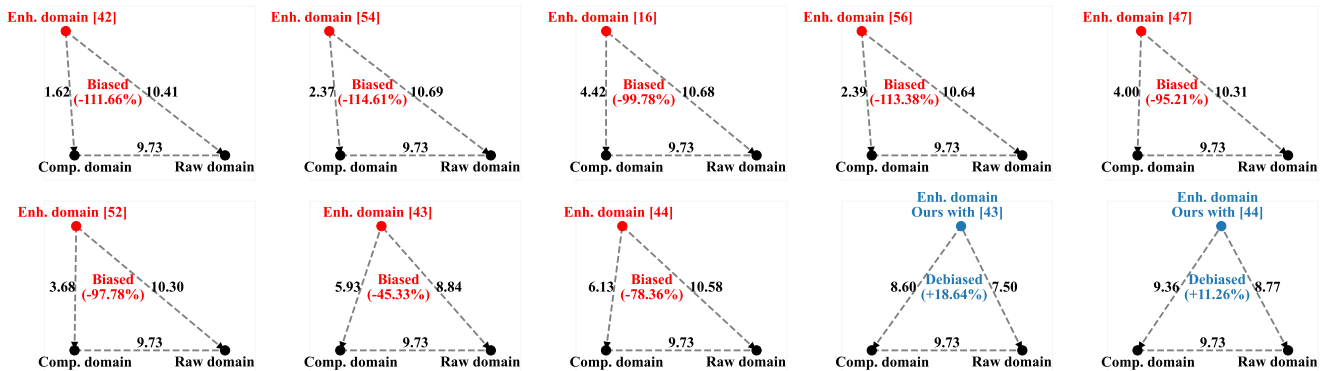 Enh. domain [42]
1.62
Biased
(-111.66%)
10.41
9.73
Comp. domain
Raw domain
Enh. domain [54]
2.37
Biased
(-114.61%)
10.69
9.73
Comp. domain
Raw domain
Enh. domain [16]
4.42
Biased
(-99.78%)
10.68
9.73
Comp. domain
Raw domain
Enh. domain [56]
2.39
Biased
(-113.38%)
10.64
9.73
Comp. domain
Raw domain
Enh. domain [47]
4.00
Biased
(-95.21%)
10.31
9.73
Comp. domain
Raw domain
Enh. domain [52]
3.68
Biased
(-97.78%)
10.30
9.73
Comp. domain
Raw domain
Enh. domain [43]
5.93
Biased
(-45.33%)
8.84
9.73
Comp. domain
Raw domain
Enh. domain [44]
6.13
Biased
(-78.36%)
10.58
9.73
Comp. domain
Raw domain
Enh. domain
Ours with [43]
8.60
Debiased
(+18.64%)
7.50
9.73
Comp. domain
Raw domain
Enh. domain
Ours with [44]
9.36
Debiased
(+11.26%)
8.77
9.73
Comp. domain
Raw domain